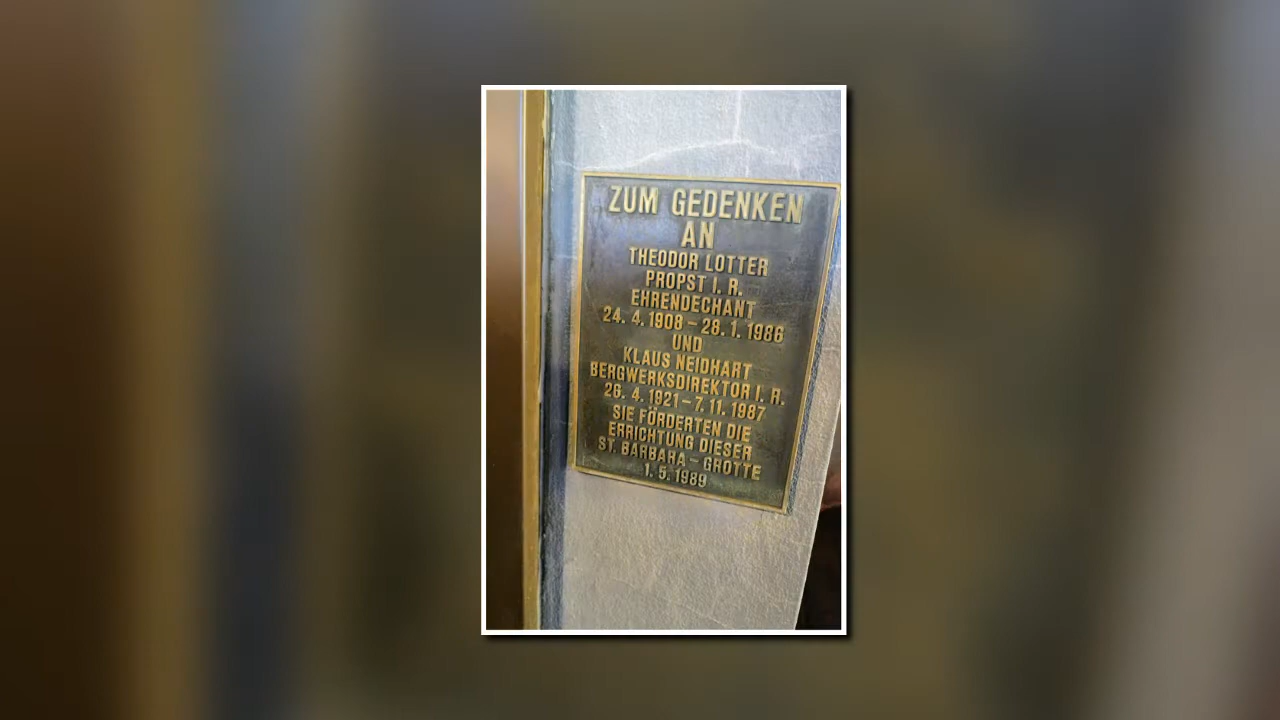 ZUM GEDENKEN
AN
THEODOR LOTTER
PROPST I. R.
EHRENDECHANT
24. 4. 1908 – 28. 1. 1986
UND
KLAUS NEIDHART
BERGWERKSDIREKTOR I. R.
26. 4. 1921 – 7. 11. 1987
SIE FÖRDERTEN DIE
ERRICHTUNG DIESER
ST. BARBARA – GROTTE
1. 5. 1989